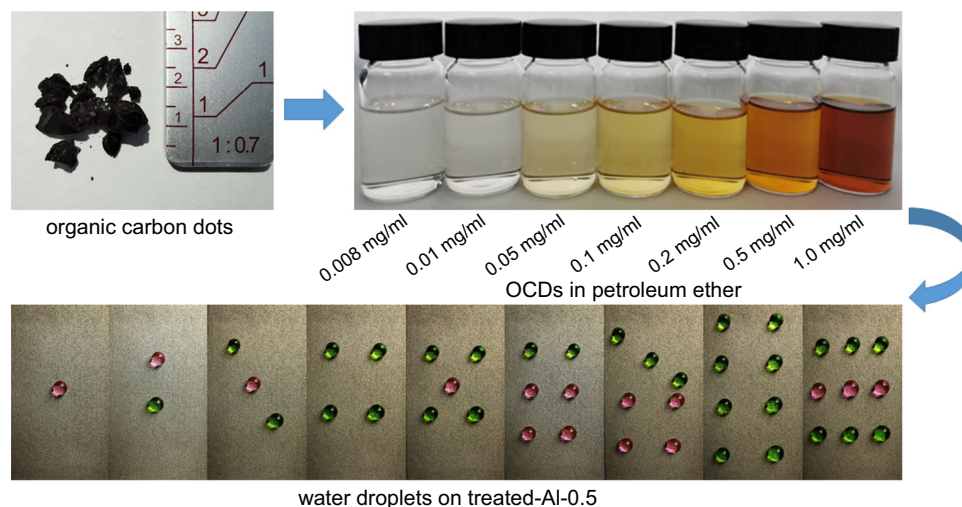 3
2
1
3
2
1
1
1:0.7
organic carbon dots
0.008 mg/ml
0.01 mg/ml
0.05 mg/ml
0.1 mg/ml
0.2 mg/ml
0.5 mg/ml
1.0 mg/ml
OCDs in petroleum ether
water droplets on treated-Al-0.5